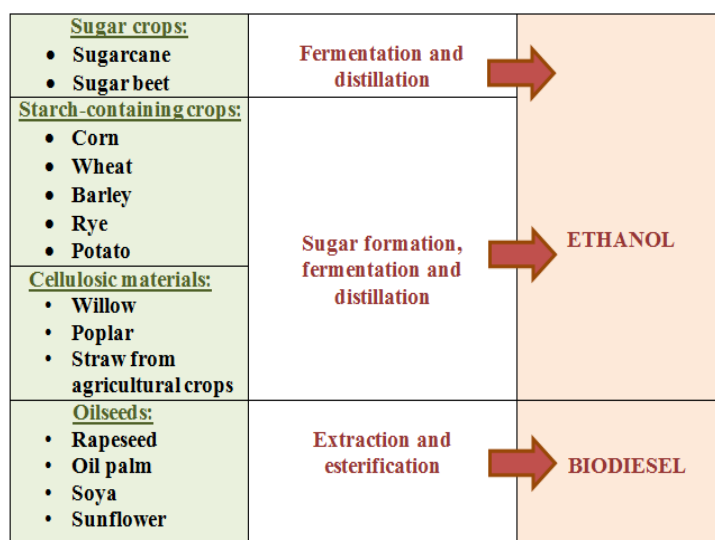 Sugar crops:
• Sugarcane
• Sugar beet
Fermentation and
distillation
Starch-containing crops:
• Corn
• Wheat
• Barley
• Rye
• Potato
Cellulosic materials:
• Willow
• Poplar
• Straw from
agricultural crops
Sugar formation,
fermentation and
distillation
ETHANOL
Oilseeds:
• Rapeseed
• Oil palm
• Soya
• Sunflower
Extraction and
esterification
BIODIESEL